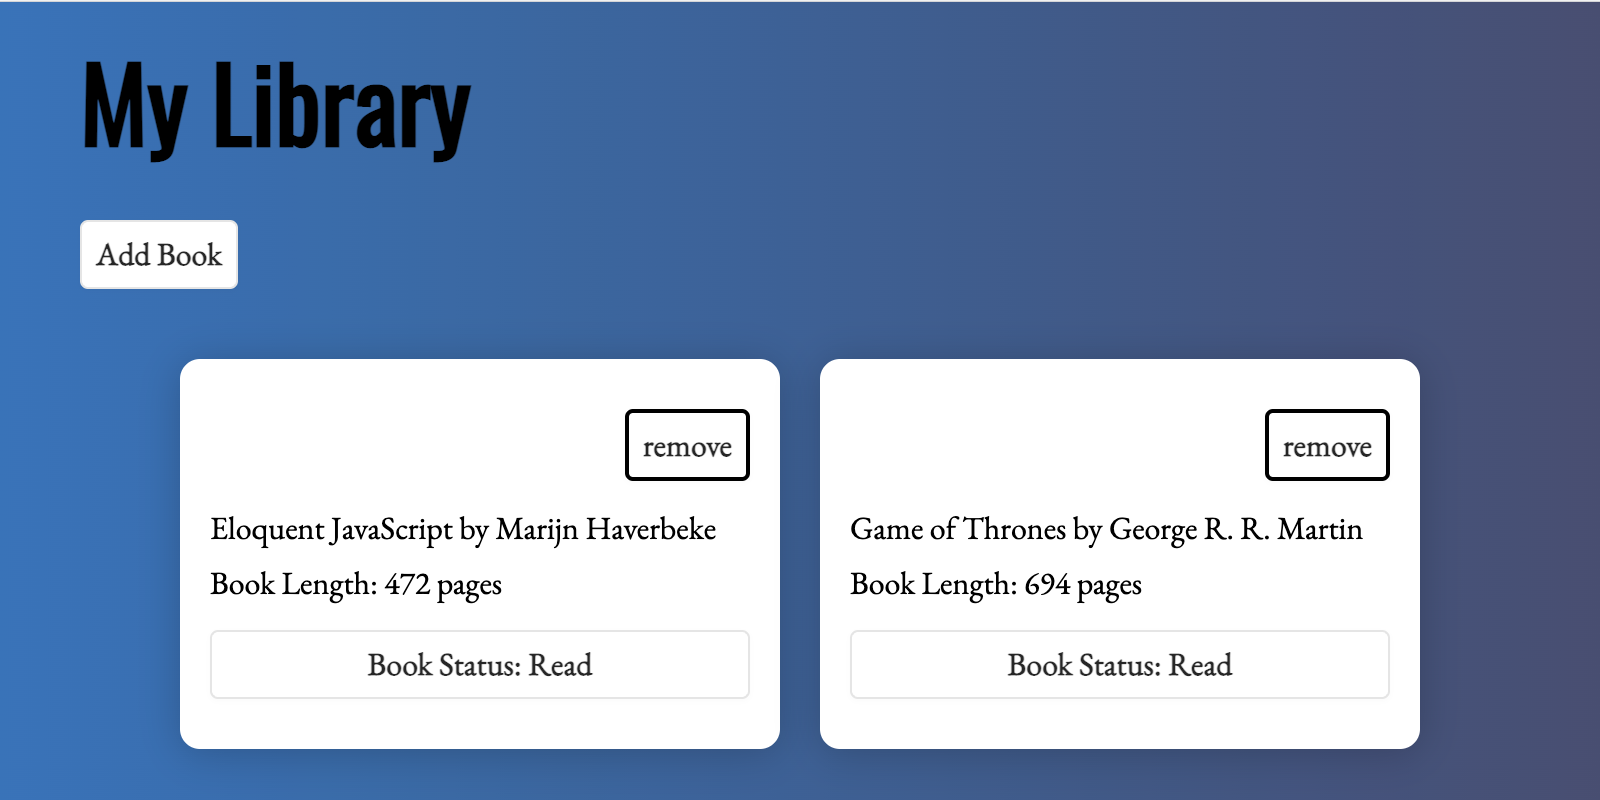 My Library
Add Book
remove
Eloquent JavaScript by Marijn Haverbeke
Book Length: 472 pages
Book Status: Read
remove
Game of Thrones by George R. R. Martin
Book Length: 694 pages
Book Status: Read